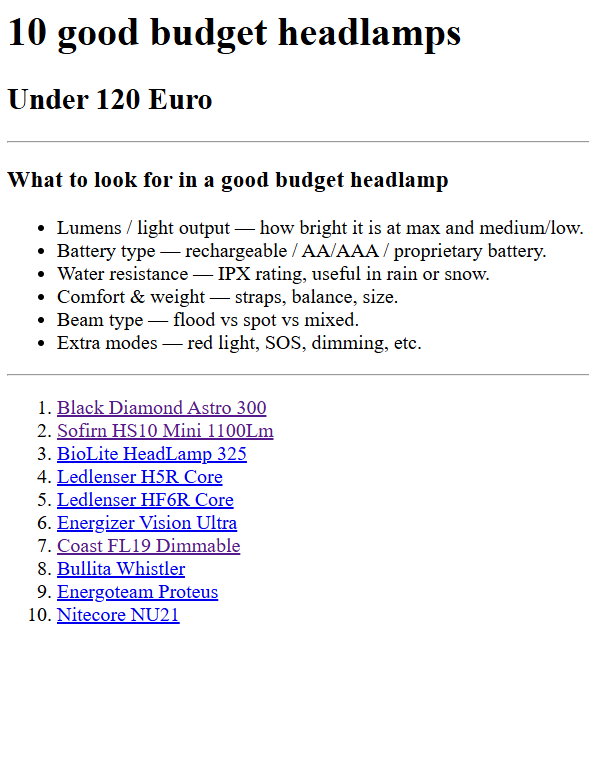 10 good budget headlamps
Under 120 Euro
What to look for in a good budget headlamp
• Lumens / light output — how bright it is at max and medium/low.
• Battery type — rechargeable / AA/AAA / proprietary battery.
• Water resistance — IPX rating, useful in rain or snow.
• Comfort & weight — straps, balance, size.
• Beam type — flood vs spot vs mixed.
• Extra modes — red light, SOS, dimming, etc.
1. Black Diamond Astro 300
2. Sofirn HS10 Mini 1100Lm
3. BioLite HeadLamp 325
4. Ledlenser H5R Core
5. Ledlenser HF6R Core
6. Energizer Vision Ultra
7. Coast FL19 Dimmable
8. Bullita Whistler
9. Energoteam Proteus
10. Nitecore NU21